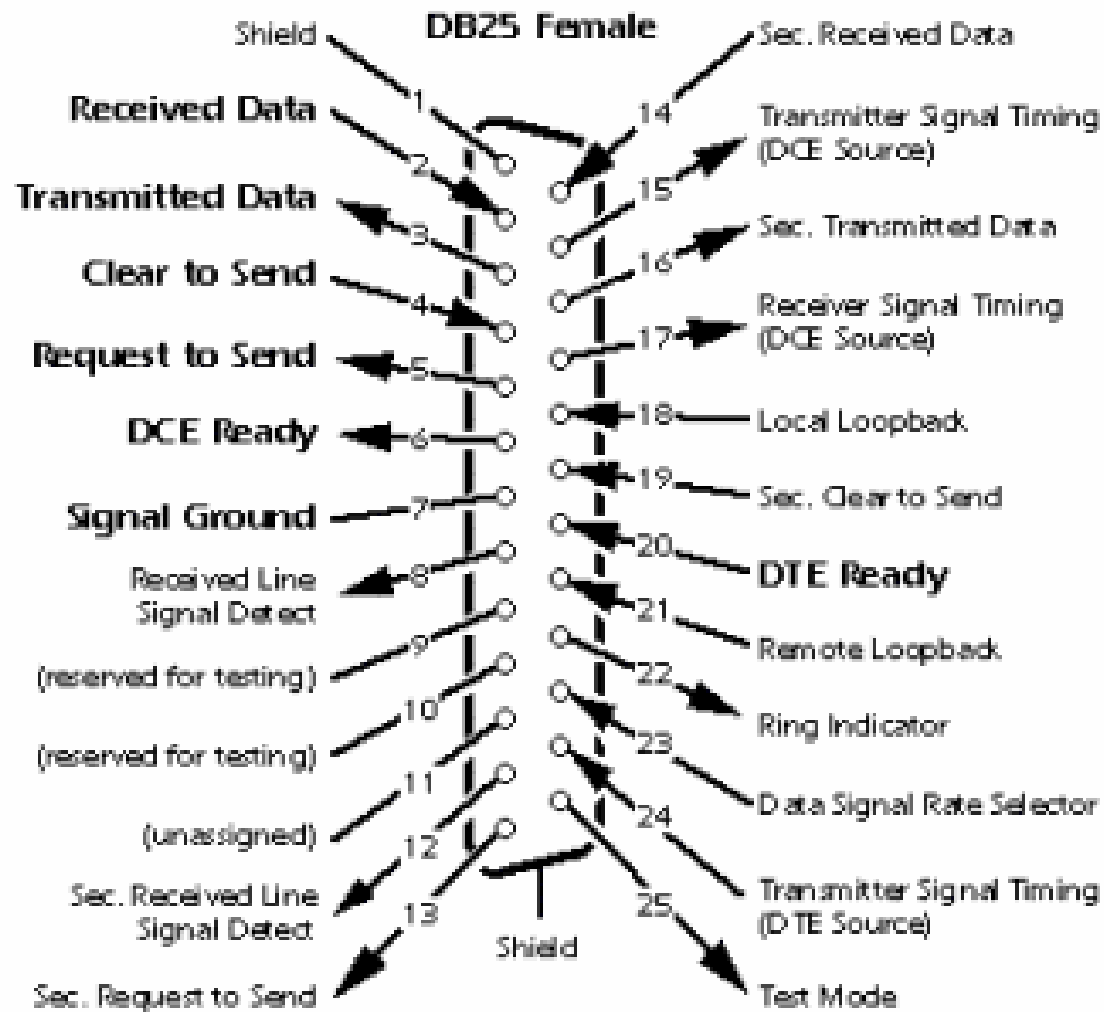 DB25 Female
Shield
1
Received Data
2
Transmitted Data
3
Clear to Send
4
Request to Send
5
DCE Ready
6
Signal Ground
7
Received Line
Signal Detect
8
(reserved for testing)
9
(reserved for testing)
10
(unassigned)
11
Sec. Received Line
Signal Detect
12
Sec. Request to Send
13
Sec. Received Data
14
Transmitter Signal Timing
(DCE Source)
15
Sec. Transmitted Data
16
Receiver Signal Timing
(DCE Source)
17
Local Loopback
18
Sec. Clear to Send
19
DTE Ready
20
Remote Loopback
21
Ring Indicator
22
Data Signal Rate Selector
23
Transmitter Signal Timing
(DTE Source)
24
Test Mode
25
Shield